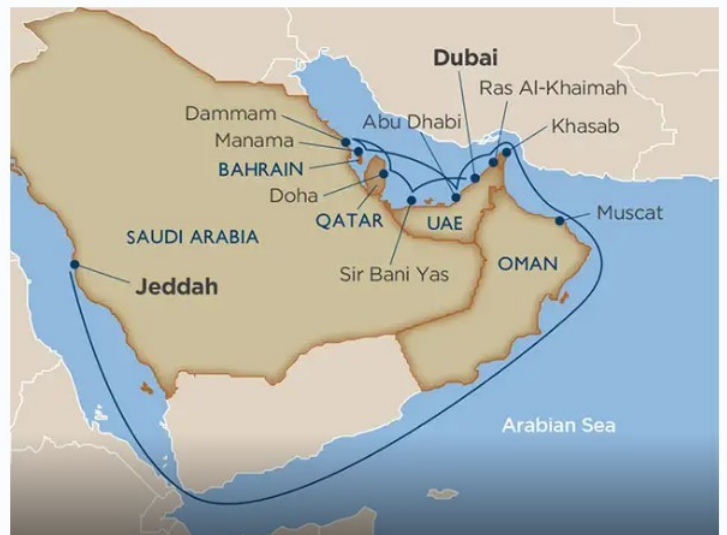 Dubai
Ras Al-Khaimah
Dammam
Abu Dhabi
Khasab
Manama
BAHRAIN
Doha
QATAR
UAE
Muscat
SAUDI ARABIA
Sir Bani Yas
OMAN
Jeddah
Arabian Sea